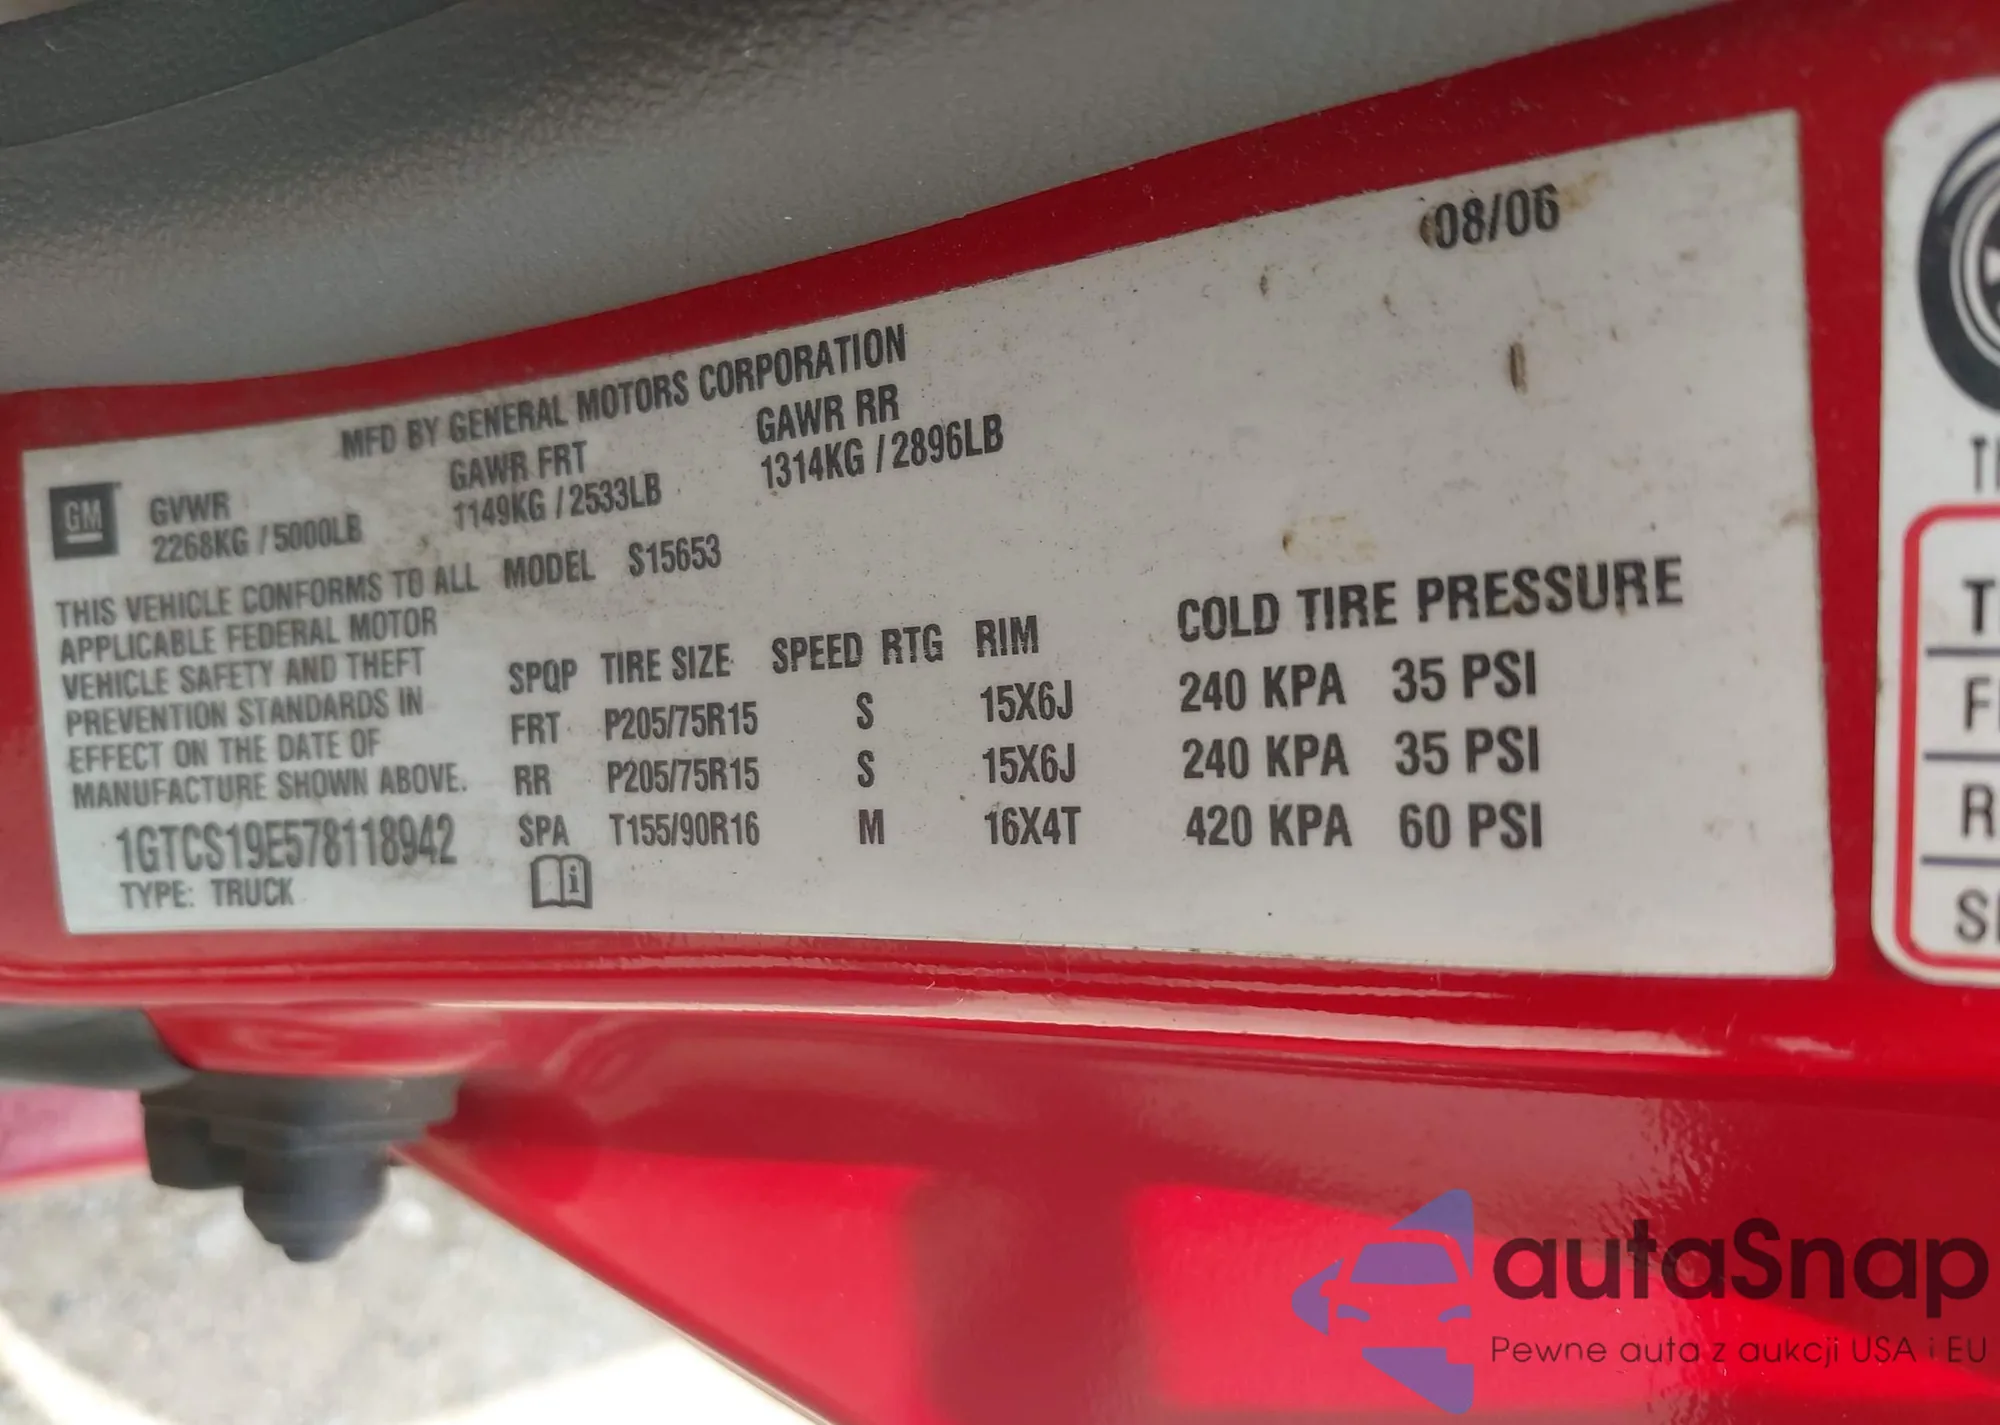 08/06
MFD BY GENERAL MOTORS CORPORATION
GM
GVWR GAWR FRT GAWR RR
2268KG / 5000LB 1149KG / 2533LB 1314KG / 2896LB
THIS VEHICLE CONFORMS TO ALL
APPLICABLE FEDERAL MOTOR
VEHICLE SAFETY AND THEFT
PREVENTION STANDARDS IN
EFFECT ON THE DATE OF
MANUFACTURE SHOWN ABOVE.
1GTCS19E578118942
TYPE: TRUCK
MODEL S15653
SPQP TIRE SIZE SPEED RTG RIM COLD TIRE PRESSURE
FRT P205/75R15 S 15X6J 240 KPA 35 PSI
RR P205/75R15 S 15X6J 240 KPA 35 PSI
SPA T155/90R16 M 16X4T 420 KPA 60 PSI
i
autaSnap
Pewne auta z aukcji USA i EU